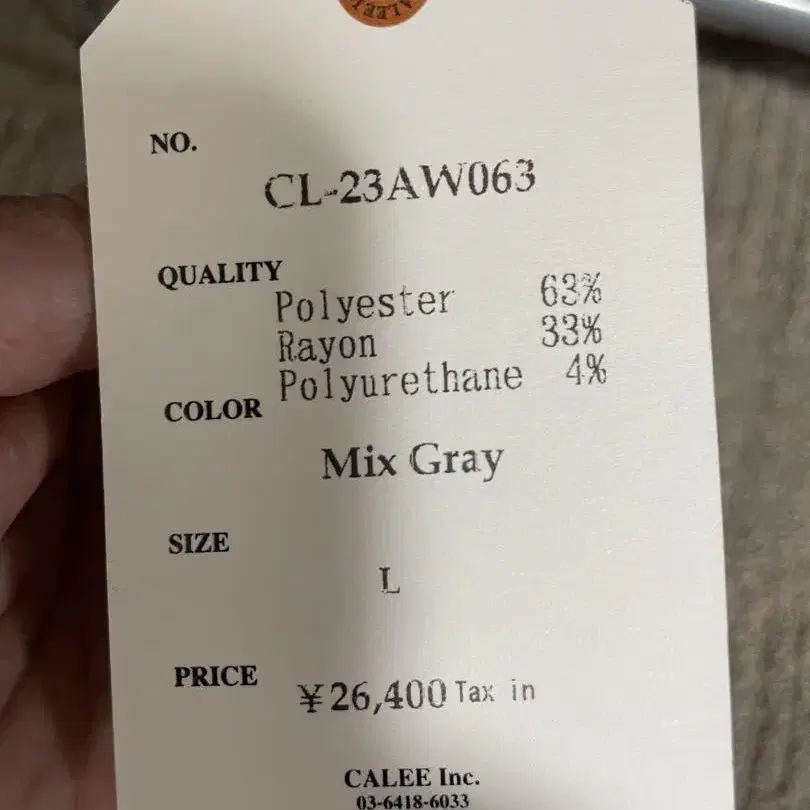 CALEE
NO.
CL-23AW063
QUALITY
Polyester 63%
Rayon 33%
Polyurethane 4%
COLOR
Mix Gray
SIZE
L
PRICE
¥26,400 Tax in
CALEE Inc.
03-6418-6033